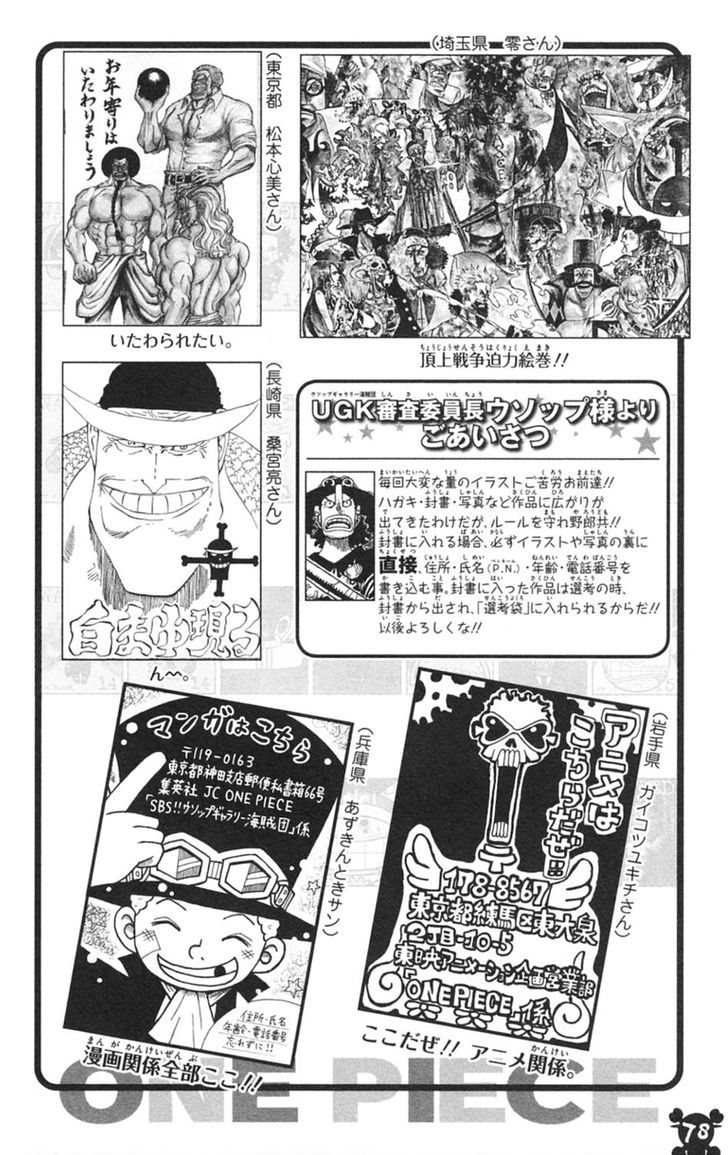 (埼玉県　零さん)
頂上戦争迫力絵巻!!
お年寄りは
いたわりましょう
(東京都　松本心美さん)
いたわられたい。
(長崎県　桑宮亮さん)
ん〜〜。
UGK審査委員長ウソップ様より
ごあいさつ
毎回大変な量のイラストご苦労お前達!!
ハガキ・封書・写真など作品に広がりが
出てきたわけだが、ルールを守れ野郎共!!
封書に入れる場合、必ずイラストや写真の裏に
直接、住所・氏名(P.N.)・年齢・電話番号を
書き込む事。封書に入った作品は選考の時、
封書から出され、「選考袋」に入れられるからだ!!
以後よろしくな!!
(岩手県　ガイコツユキチさん)
アニメは
こちらだぜ!!
〒
178-8567
東京都練馬区東大泉
2丁目-10-5
東映アニメーション企画営業部
「ONE PIECE」係
ここだぜ!! アニメ関係。
(兵庫県　あずきんときサン)
マンガはこちら
〒119-0163
東京都神田支店郵便私書箱66号
集英社 JC ONE PIECE
「SBS!!ウソップギャラリー海賊団」係
住所・氏名
年齢・電話番号
忘れずに!!
漫画関係全部ここ!!
ONE PIECE
78